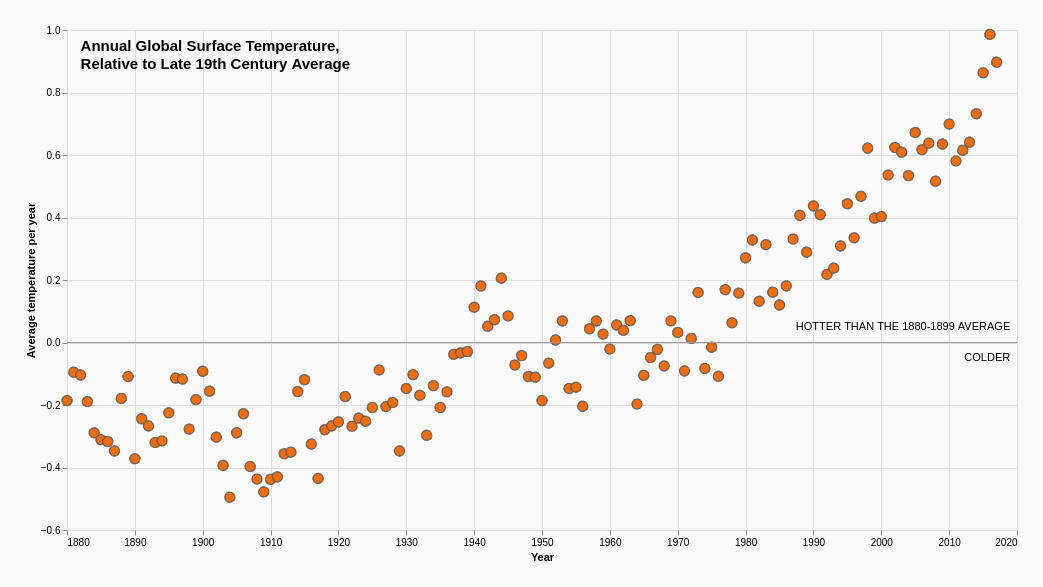 Annual Global Surface Temperature,
Relative to Late 19th Century Average
Average temperature per year
1.0
0.8
0.6
0.4
0.2
0.0
−0.2
−0.4
−0.6
HOTTER THAN THE 1880-1899 AVERAGE
COLDER
1880 1890 1900 1910 1920 1930 1940 1950 1960 1970 1980 1990 2000 2010 2020
Year